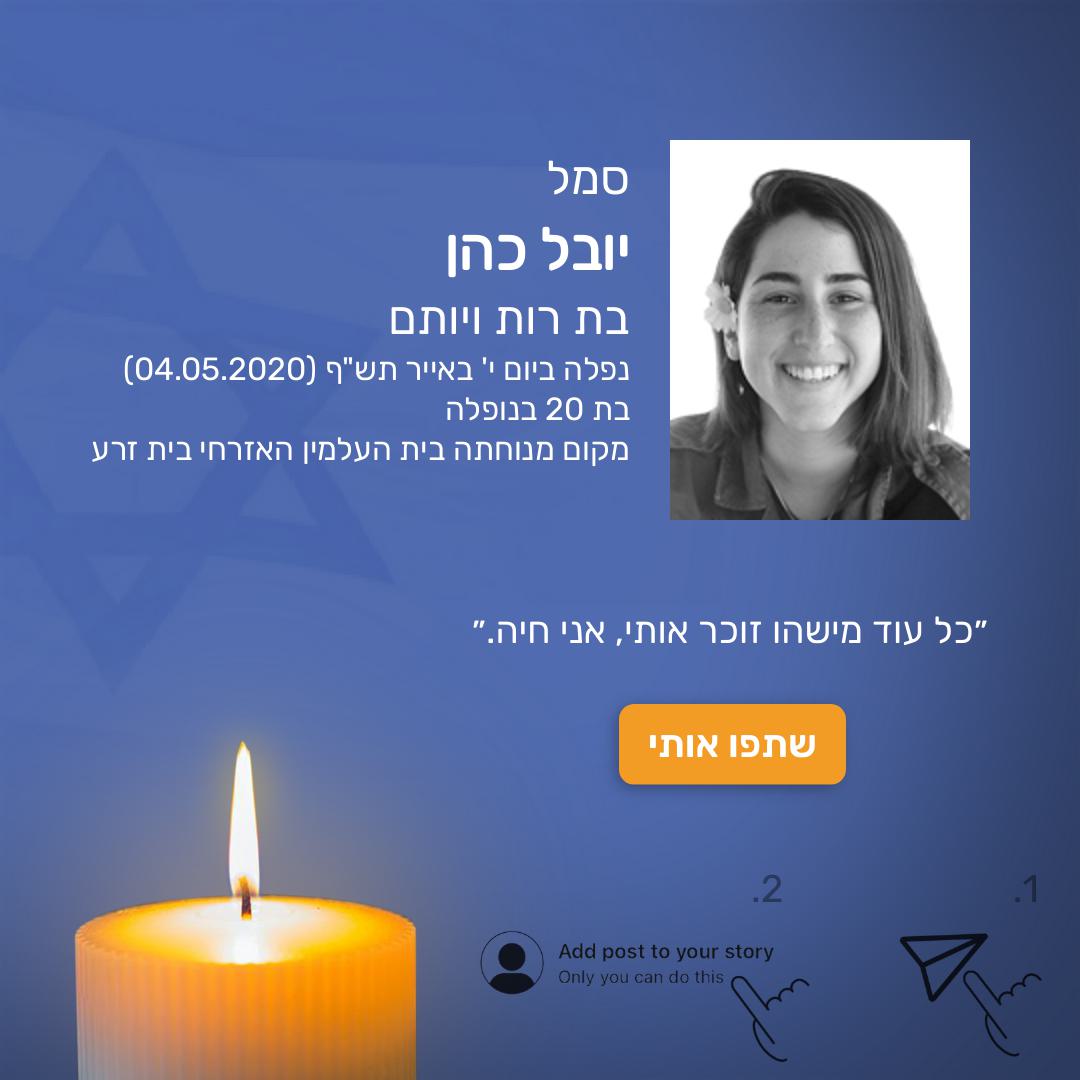 סמל
יובל כהן
בת רות ויותם
נפלה ביום י' באייר תש"ף (04.05.2020)
בת 20 בנופלה
מקום מנוחתה בית העלמין האזרחי בית זרע
״כל עוד מישהו זוכר אותי, אני חיה.״
שתפו אותי
.1
.2
Add post to your story
Only you can do this